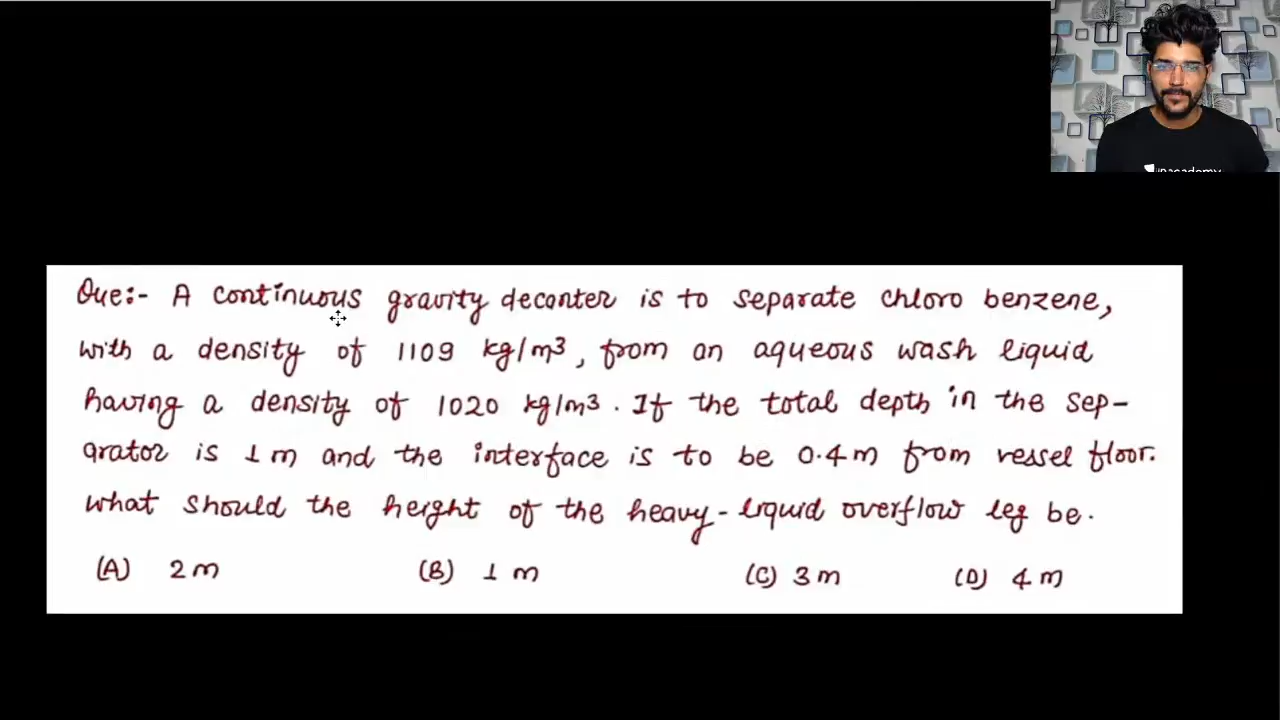 unacademy
Que:- A continuous gravity decanter is to separate chloro benzene,
with a density of 1109 kg/m³, from an aqueous wash liquid
having a density of 1020 kg/m³. If the total depth in the sep-
arator is 1 m and the interface is to be 0.4 m from vessel floor.
what should the height of the heavy-liquid overflow leg be.
(A) 2 m (B) 1 m (C) 3 m (D) 4 m